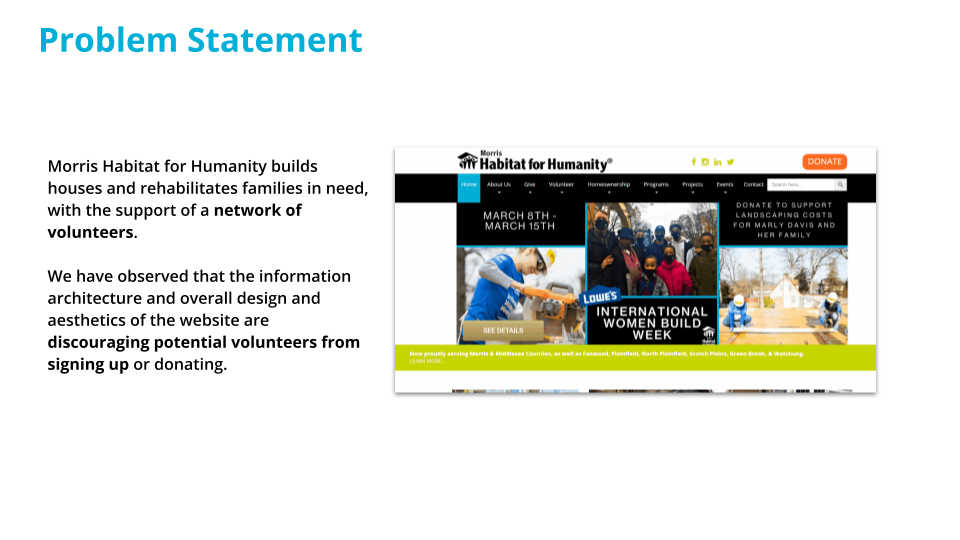 Problem Statement
Morris Habitat for Humanity builds
houses and rehabilitates families in need,
with the support of a network of
volunteers.
We have observed that the information
architecture and overall design and
aesthetics of the website are
discouraging potential volunteers from
signing up or donating.
Morris
Habitat for Humanity®
DONATE
Home About Us Give Volunteer Homeownership Programs Projects Events Contact Search here...
MARCH 8TH -
MARCH 15TH
DONATE TO SUPPORT
LANDSCAPING COSTS
FOR MARLY DAVIS AND
HER FAMILY
LOWE'S
INTERNATIONAL
WOMEN BUILD
WEEK
SEE DETAILS
Now proudly serving Morris & Middlesex Counties, as well as Fanwood, Plainfield, North Plainfield, Scotch Plains, Green Brook, & Watchung.
LEARN MORE...